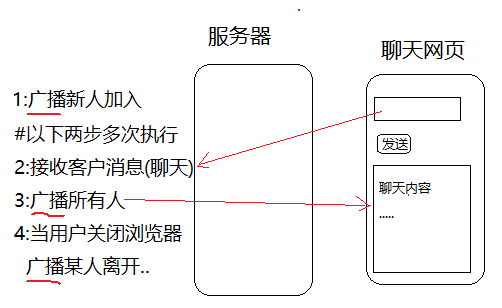 服务器
聊天网页
1:广播新人加入
#以下两步多次执行
2:接收客户消息(聊天)
3:广播所有人
4:当用户关闭浏览器
广播某人离开..
发送
聊天内容
.....